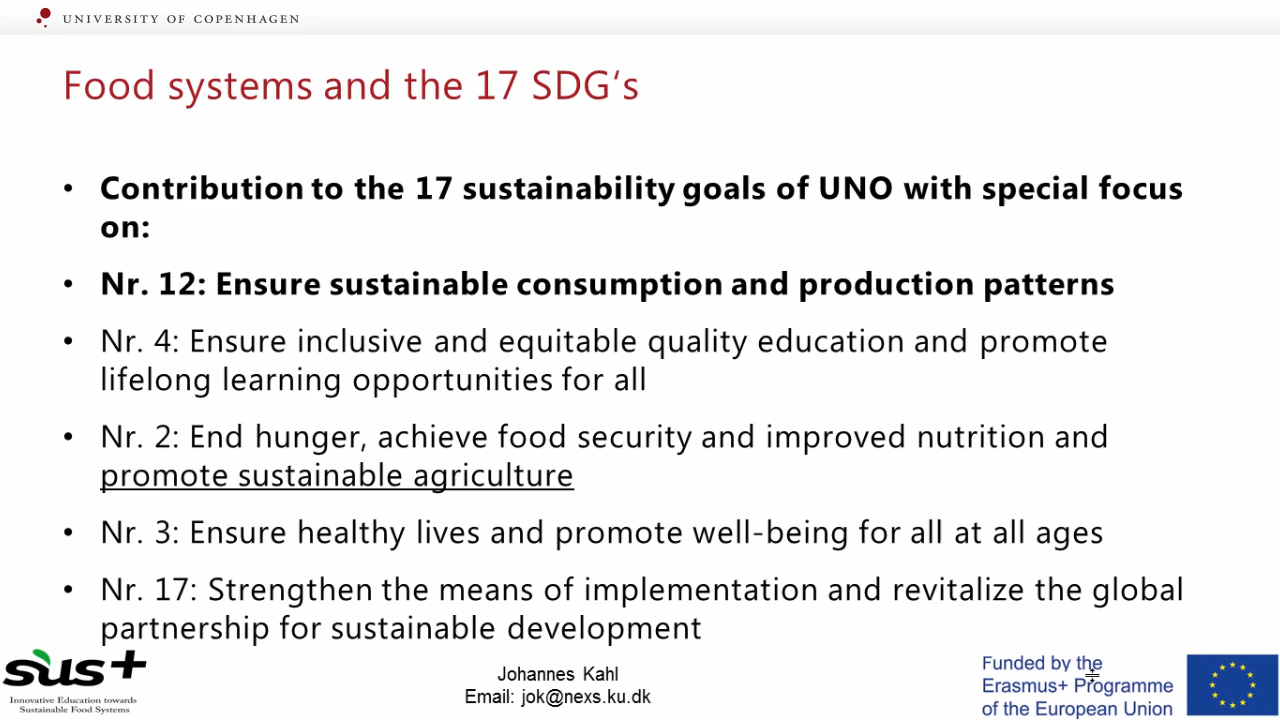 UNIVERSITY OF COPENHAGEN
Food systems and the 17 SDG‘s
• Contribution to the 17 sustainability goals of UNO with special focus
on:
• Nr. 12: Ensure sustainable consumption and production patterns
• Nr. 4: Ensure inclusive and equitable quality education and promote
lifelong learning opportunities for all
• Nr. 2: End hunger, achieve food security and improved nutrition and
promote sustainable agriculture
• Nr. 3: Ensure healthy lives and promote well-being for all at all ages
• Nr. 17: Strengthen the means of implementation and revitalize the global
partnership for sustainable development
sus+
Innovative Education towards
Sustainable Food Systems
Johannes Kahl
Email: jok@nexs.ku.dk
Funded by the
Erasmus+ Programme
of the European Union